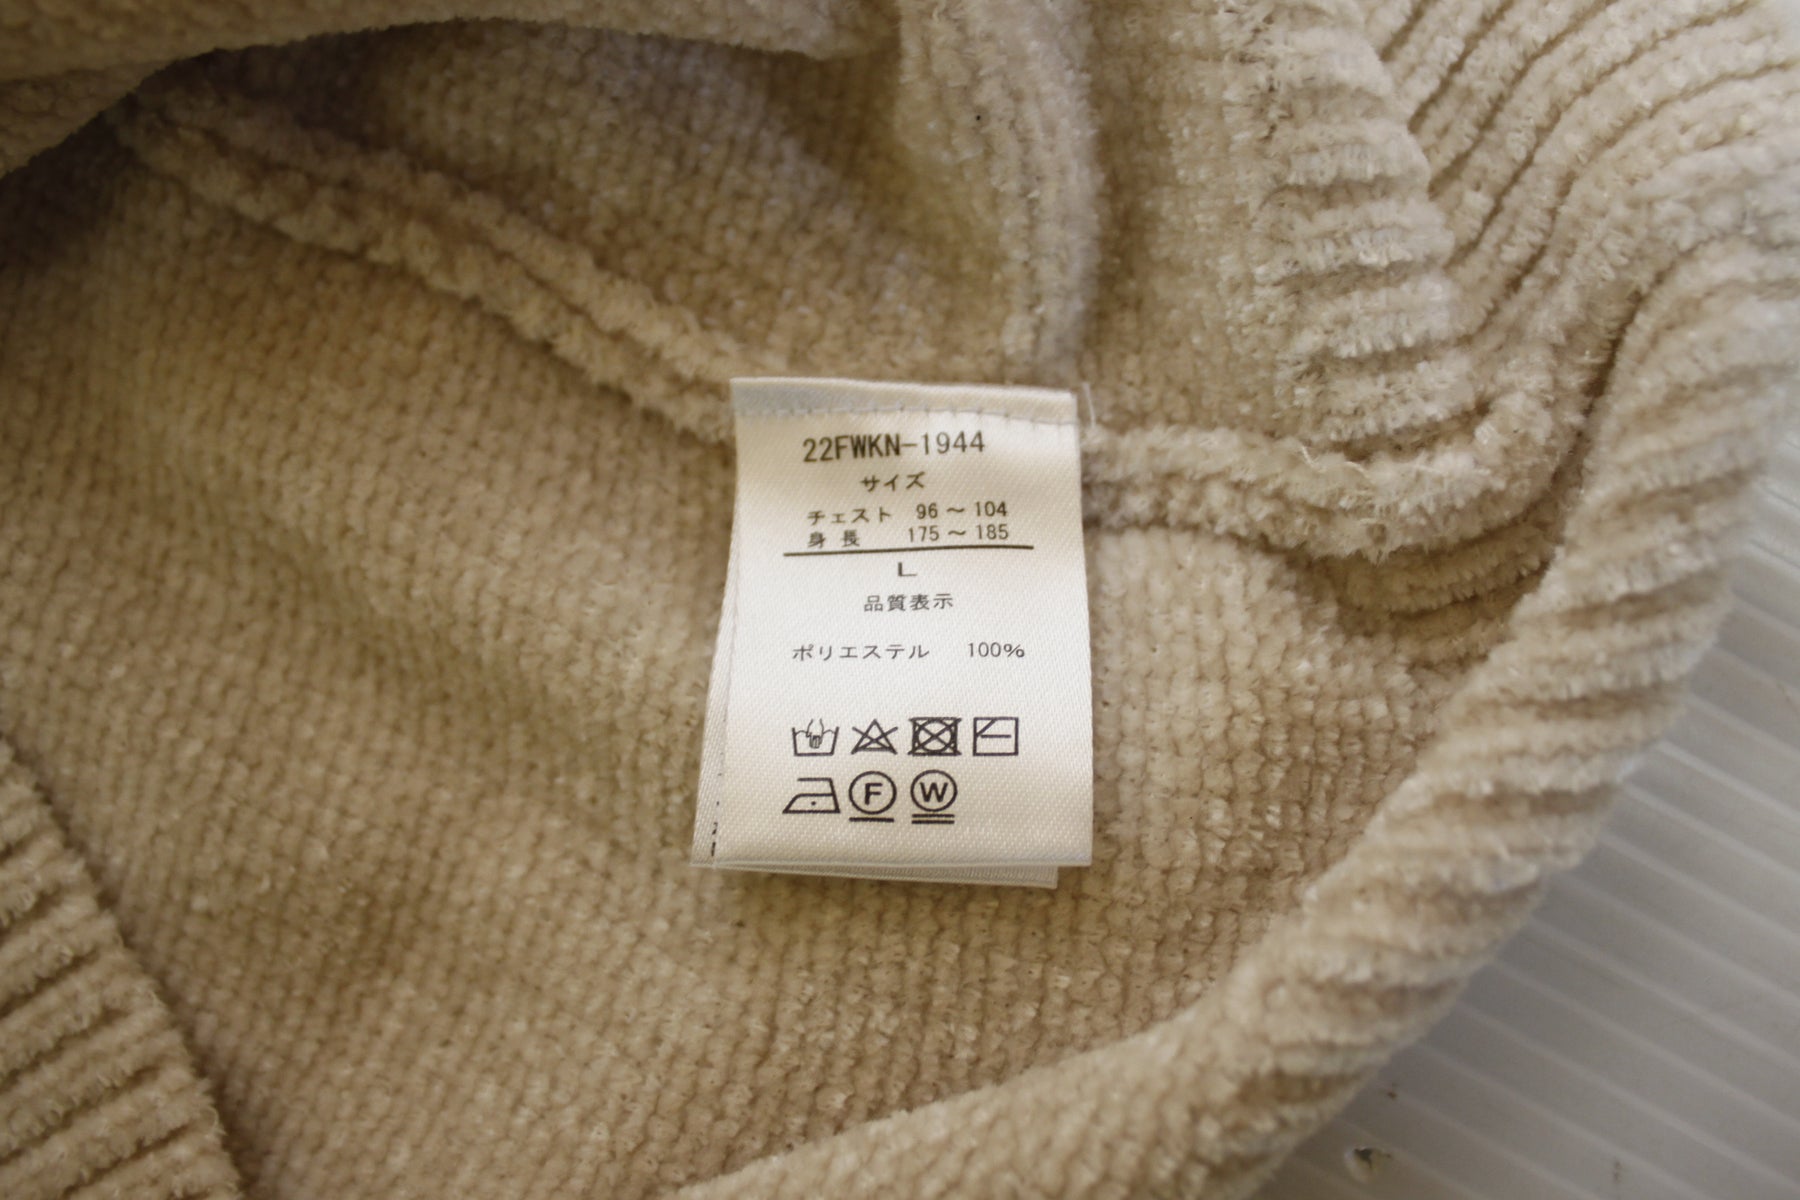 22FWKN-1944
サイズ
チェスト 96～104
身長 175～185
L
品質表示
ポリエステル 100%
F W